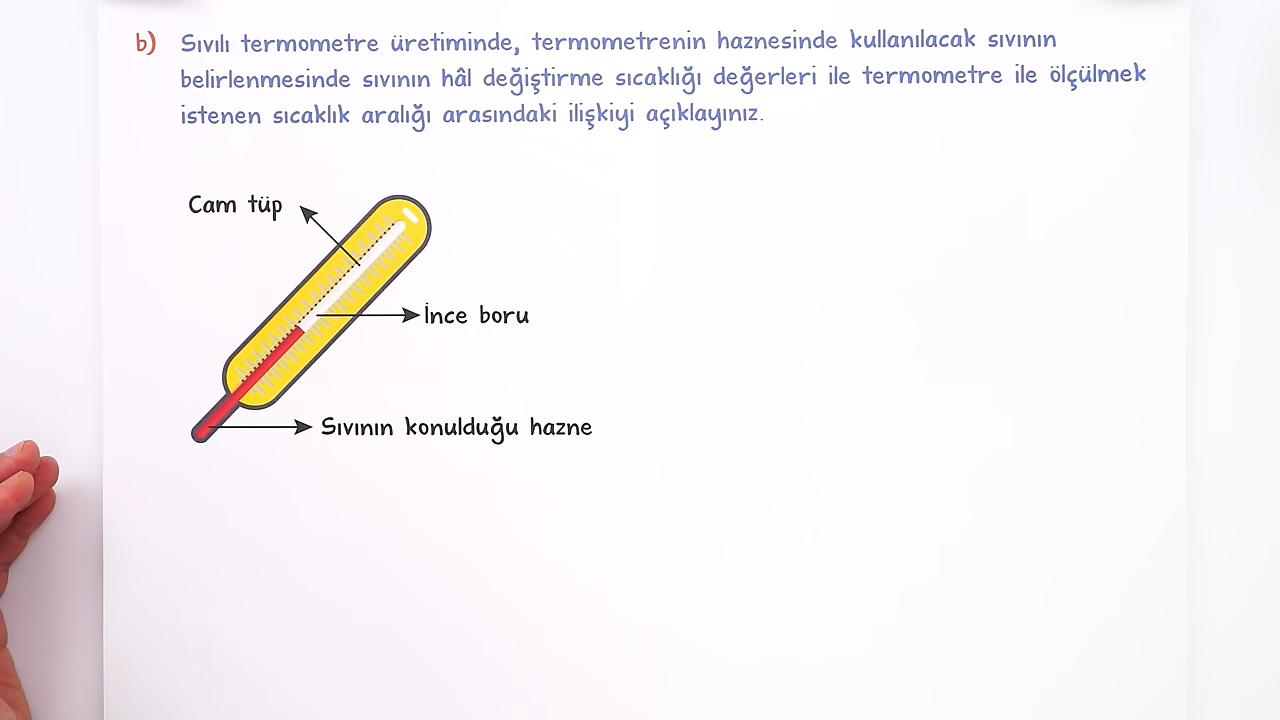 b) Sıvılı termometre üretiminde, termometrenin haznesinde kullanılacak sıvının
belirlenmesinde sıvının hâl değiştirme sıcaklığı değerleri ile termometre ile ölçülmek
istenen sıcaklık aralığı arasındaki ilişkiyi açıklayınız.
Cam tüp
İnce boru
Sıvının konulduğu hazne